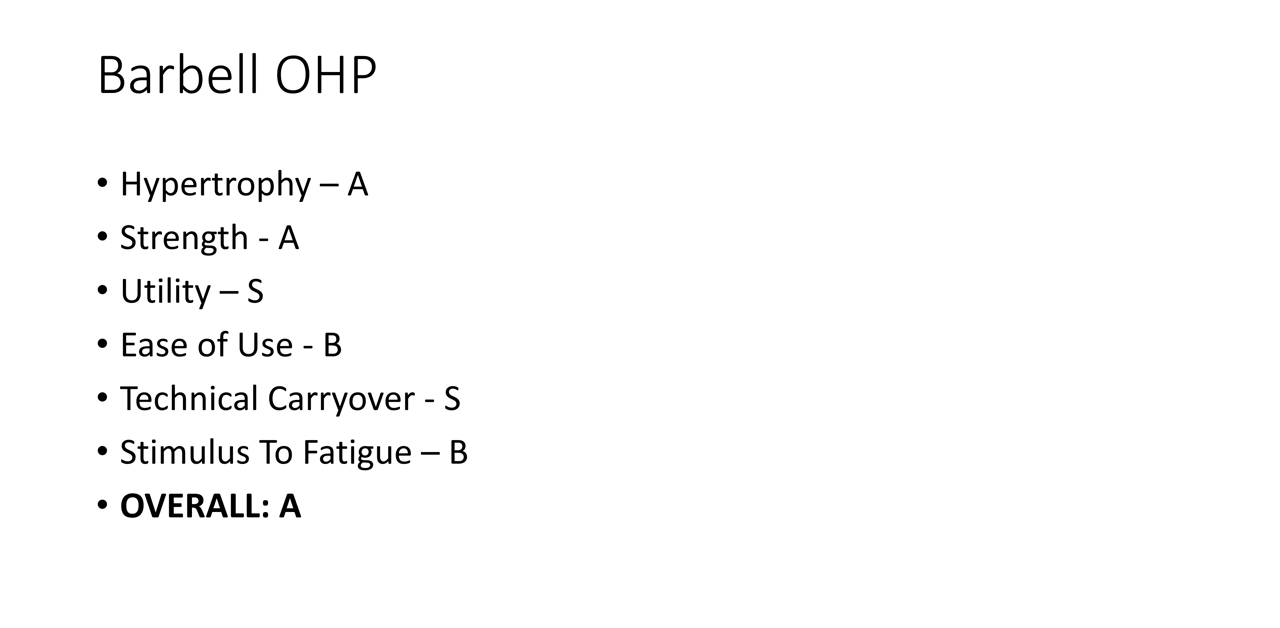 Barbell OHP
• Hypertrophy – A
• Strength - A
• Utility – S
• Ease of Use - B
• Technical Carryover - S
• Stimulus To Fatigue – B
• OVERALL: A